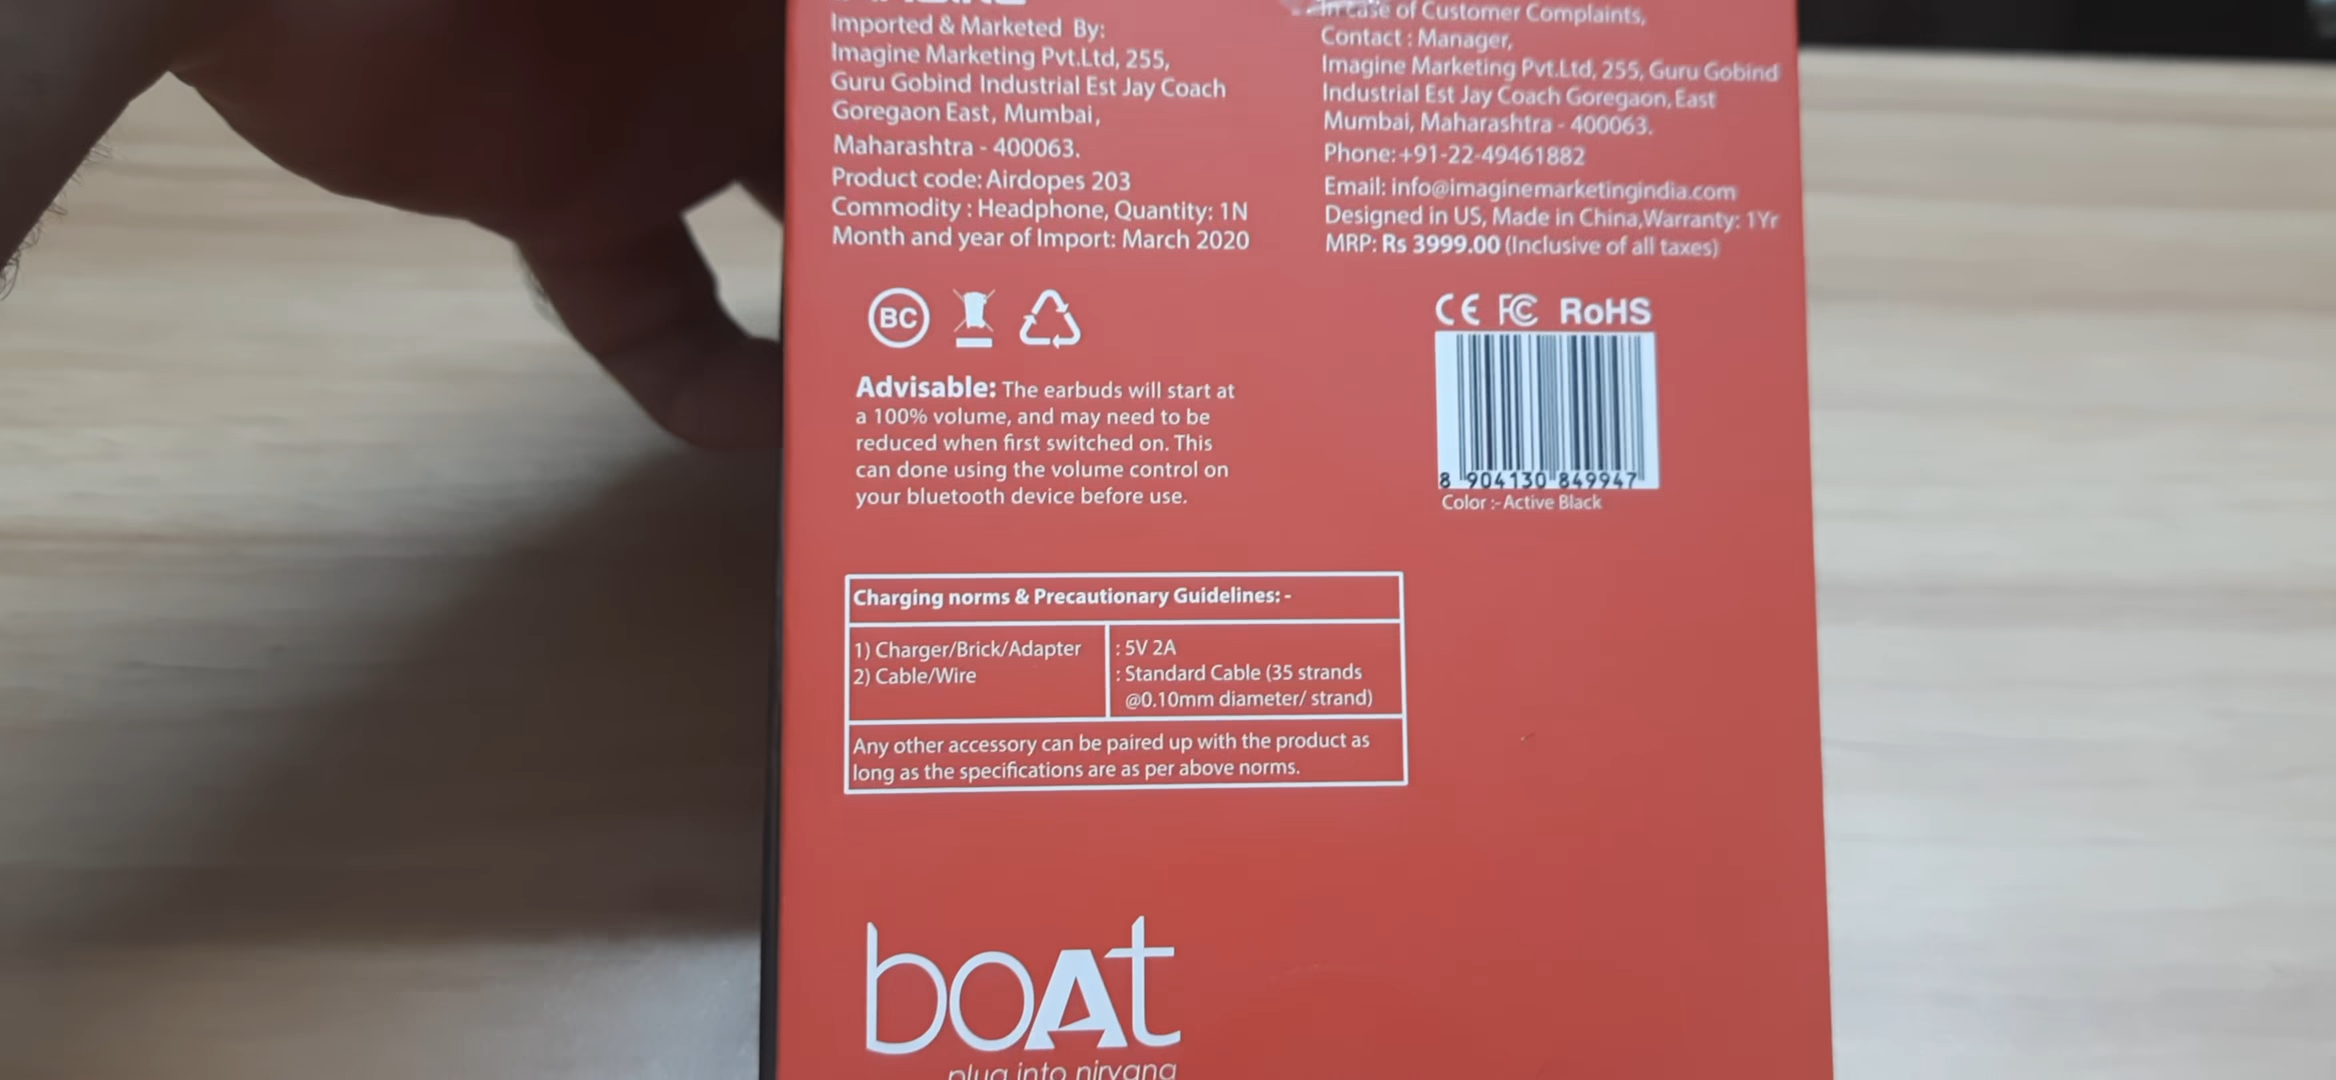 Imported & Marketed By:
Imagine Marketing Pvt.Ltd, 255,
Guru Gobind Industrial Est Jay Coach
Goregaon East, Mumbai,
Maharashtra - 400063.
Product code: Airdopes 203
Commodity : Headphone, Quantity: 1N
Month and year of Import: March 2020
In case of Customer Complaints,
Contact : Manager,
Imagine Marketing Pvt.Ltd, 255, Guru Gobind
Industrial Est Jay Coach Goregaon, East
Mumbai, Maharashtra - 400063.
Phone:+91-22-49461882
Email: info@imaginemarketingindia.com
Designed in US, Made in China,Warranty: 1Yr
MRP: Rs 3999.00 (Inclusive of all taxes)
BC
CE FC RoHS
Advisable: The earbuds will start at
a 100% volume, and may need to be
reduced when first switched on. This
can done using the volume control on
your bluetooth device before use.
8 904130 849947
Color :- Active Black
Charging norms & Precautionary Guidelines: -
1) Charger/Brick/Adapter : 5V 2A
2) Cable/Wire : Standard Cable (35 strands
@0.10mm diameter/ strand)
Any other accessory can be paired up with the product as
long as the specifications are as per above norms.
boAt
plug into nirvana